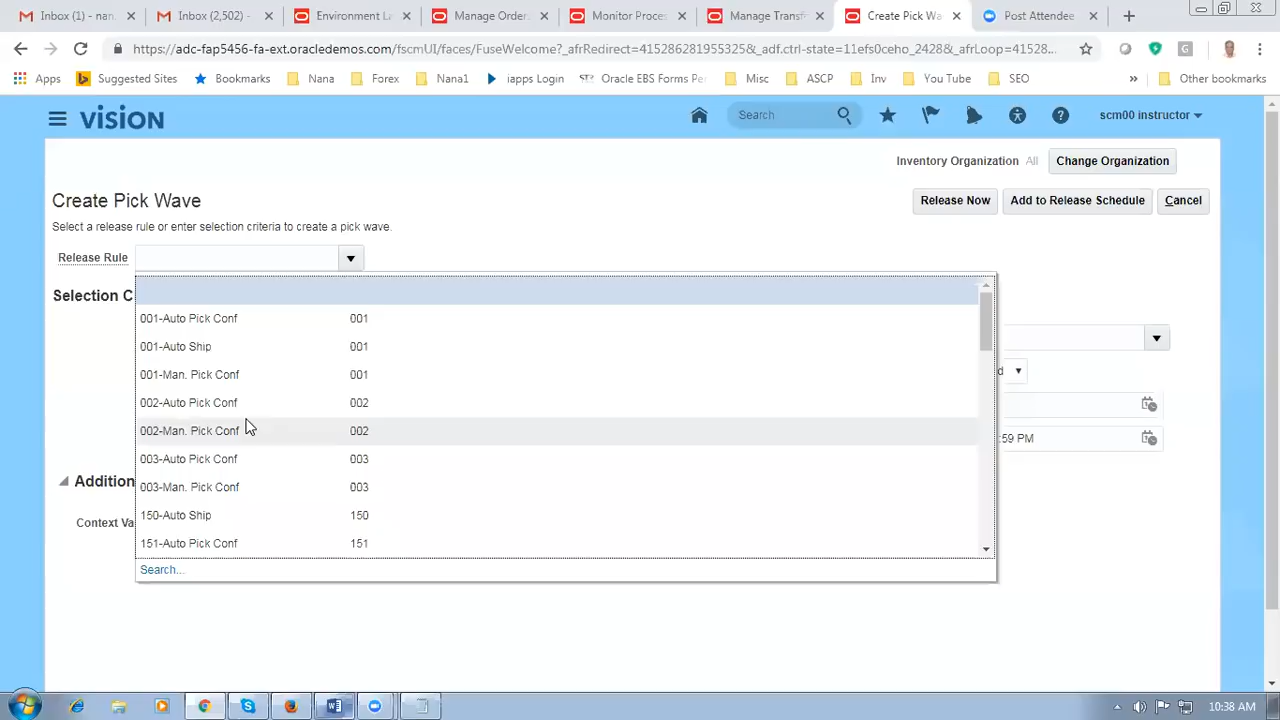 Inbox (1) - nan
Inbox (2,502) -
Environment L
Manage Order
Monitor Proce
Manage Transf
Create Pick Wa
Post Attendee
https://adc-fap5456-fa-ext.oracledemos.com/fscmUI/faces/FuseWelcome?_afrRedirect=415286281955325&_adf.ctrl-state=11efs0ceho_2428&_afrLoop=41528...
Apps
Suggested Sites
Bookmarks
Nana
Forex
Nana1
iapps Login
Oracle EBS Forms Pe
Misc
ASCP
Inv
You Tube
SEO
»
Other bookmarks
VISION
Search
scm00 instructor
Inventory Organization All Change Organization
Create Pick Wave
Release Now
Add to Release Schedule
Cancel
Select a release rule or enter selection criteria to create a pick wave.
Release Rule
Selection C
001-Auto Pick Conf 001
001-Auto Ship 001
001-Man. Pick Conf 001
d
002-Auto Pick Conf 002
002-Man. Pick Conf 002
:59 PM
003-Auto Pick Conf 003
Addition
003-Man. Pick Conf 003
150-Auto Ship 150
Context Va
151-Auto Pick Conf 151
Search...
10:38 AM